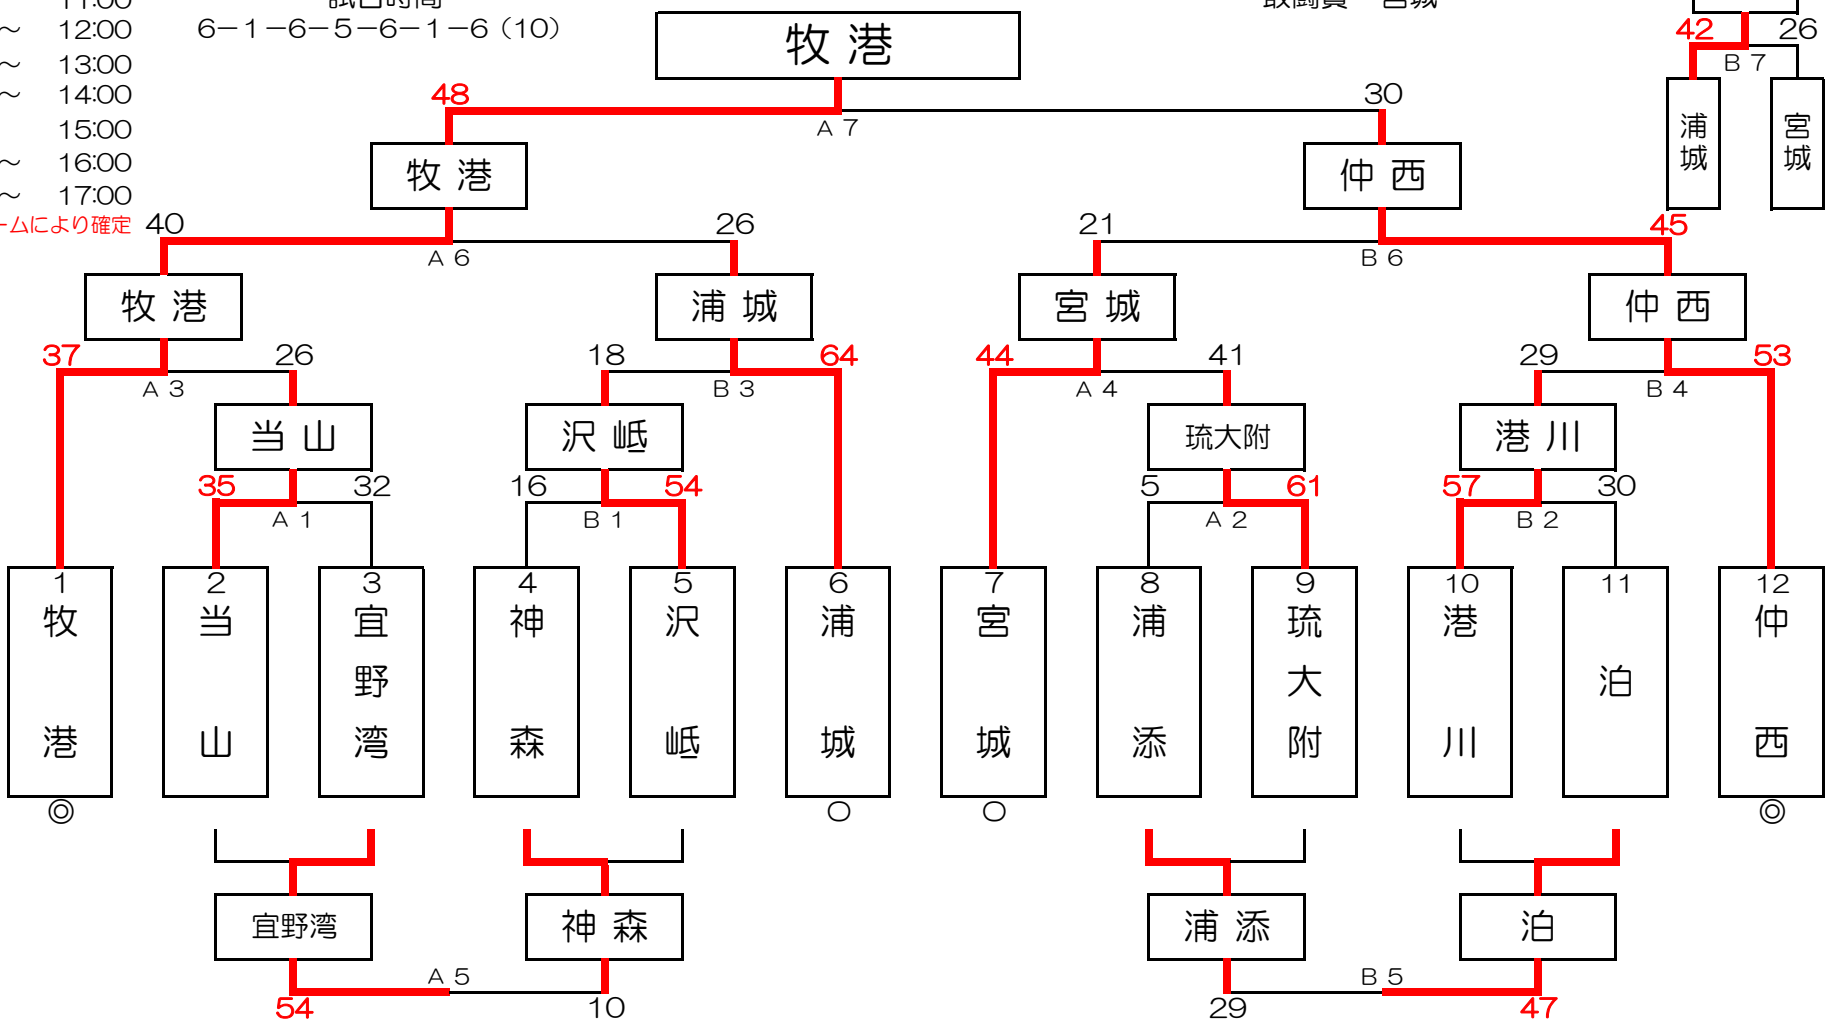 ～ 12:00
6－1－6－5－6－1－6（10）
～ 13:00
～ 14:00
15:00
～ 16:00
～ 17:00
ームにより確定
牧港
42 26
B 7
浦城 宮城
48 30
A 7
牧港 仲西
40 26 21 45
A 6 B 6
牧港 浦城 宮城 仲西
37 26 18 64 44 41 29 53
A 3 B 3 A 4 B 4
当山 沢岻 琉大附 港川
35 32 16 54 5 61 57 30
A 1 B 1 A 2 B 2
1 2 3 4 5 6 7 8 9 10 11 12
牧港 当山 宜野湾 神森 沢岻 浦城 宮城 浦添 琉大附 港川 泊 仲西
◎ ○ ○ ◎
宜野湾 神森 浦添 泊
A 5 B 5
54 10 29 47